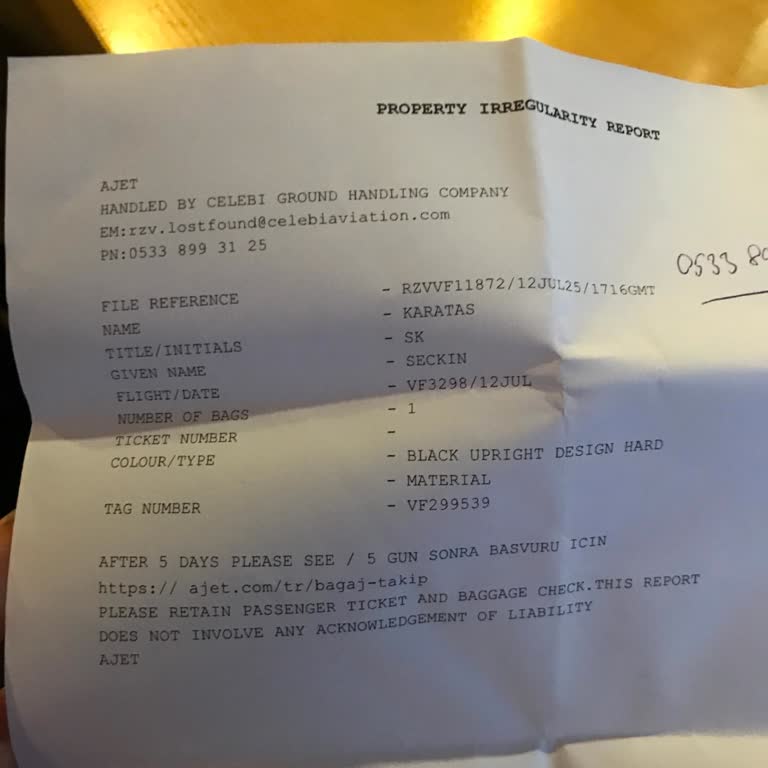 PROPERTY IRREGULARITY REPORT
AJET
HANDLED BY CELEBI GROUND HANDLING COMPANY
EM:rzv.lostfound@celebiaviation.com
PN:0533 899 31 25
0533
FILE REFERENCE - RZVVF11872/12JUL25/1716GMT
NAME - KARATAS
TITLE/INITIALS - SK
GIVEN NAME - SECKIN
FLIGHT/DATE - VF3298/12JUL
NUMBER OF BAGS - 1
TICKET NUMBER -
COLOUR/TYPE - BLACK UPRIGHT DESIGN HARD
- MATERIAL
TAG NUMBER - VF299539
AFTER 5 DAYS PLEASE SEE / 5 GUN SONRA BASVURU ICIN
https:// ajet.com/tr/bagaj-takip
PLEASE RETAIN PASSENGER TICKET AND BAGGAGE CHECK.THIS REPORT
DOES NOT INVOLVE ANY ACKNOWLEDGEMENT OF LIABILITY
AJET